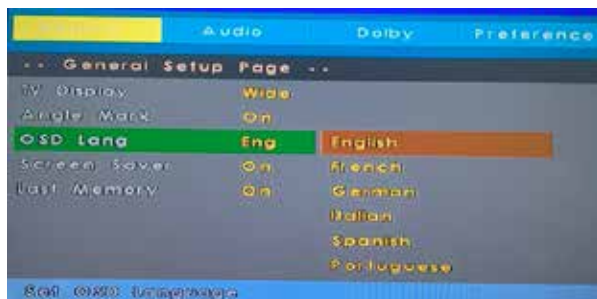 Audio Dolby Preference
-- General Setup Page --
TV Display Wide
Angle Mark On
OSD Lang Eng English
Screen Saver On French
Last Memory On German
Italian
Spanish
Portuguese
Set OSD Language